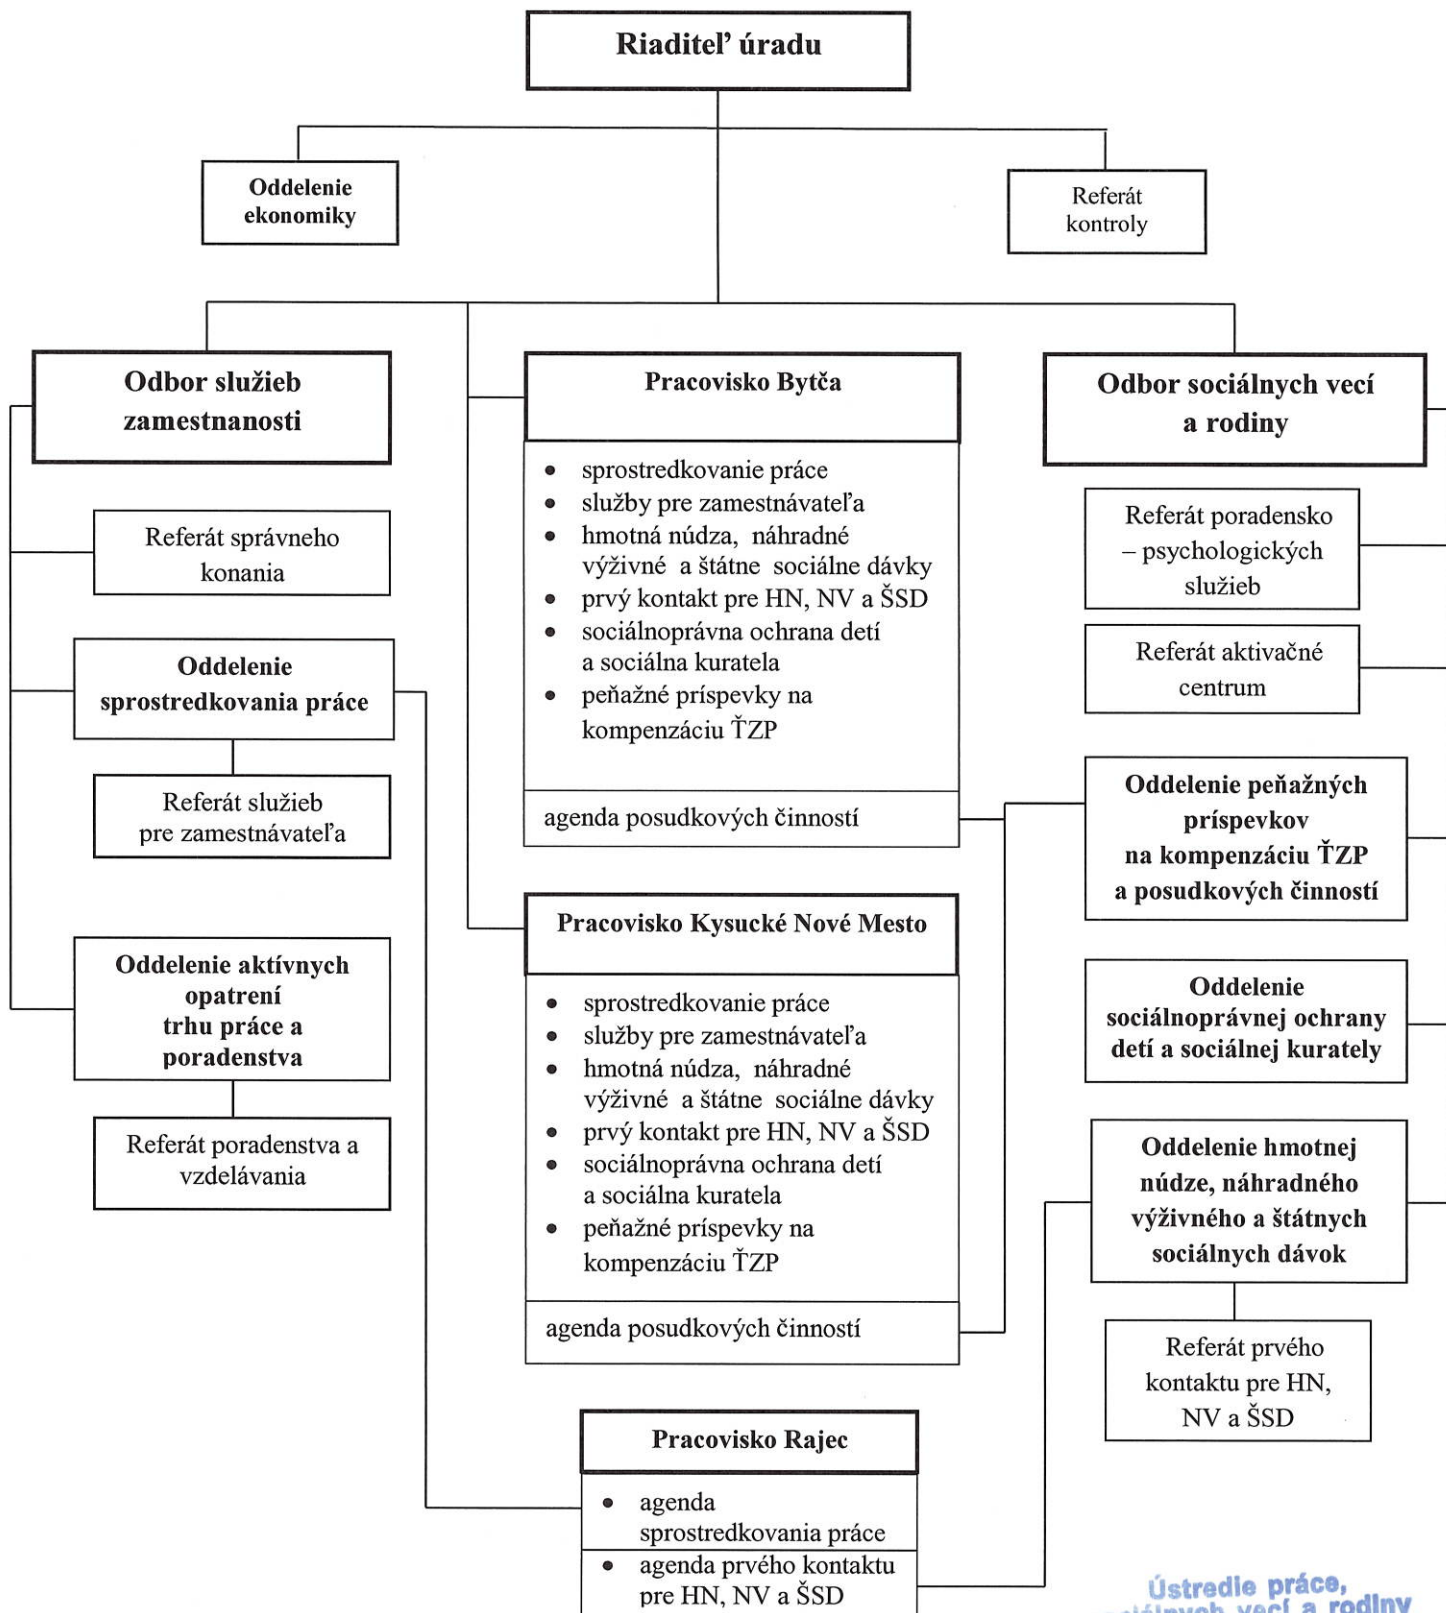 Riaditeľ úradu
Oddelenie
ekonomiky
Referát
kontroly
Odbor služieb
zamestnanosti
Referát správneho
konania
Oddelenie
sprostredkovania práce
Referát služieb
pre zamestnávateľa
Oddelenie aktívnych
opatrení
trhu práce a
poradenstva
Referát poradenstva a
vzdelávania
Pracovisko Bytča
• sprostredkovanie práce
• služby pre zamestnávateľa
• hmotná núdza, náhradné
výživné a štátne sociálne dávky
• prvý kontakt pre HN, NV a ŠSD
• sociálnoprávna ochrana detí
a sociálna kuratela
• peňažné príspevky na
kompenzáciu ŤZP
agenda posudkových činností
Pracovisko Kysucké Nové Mesto
• sprostredkovanie práce
• služby pre zamestnávateľa
• hmotná núdza, náhradné
výživné a štátne sociálne dávky
• prvý kontakt pre HN, NV a ŠSD
• sociálnoprávna ochrana detí
a sociálna kuratela
• peňažné príspevky na
kompenzáciu ŤZP
agenda posudkových činností
Pracovisko Rajec
• agenda
sprostredkovania práce
• agenda prvého kontaktu
pre HN, NV a ŠSD
Odbor sociálnych vecí
a rodiny
Referát poradensko
– psychologických
služieb
Referát aktivačné
centrum
Oddelenie peňažných
príspevkov
na kompenzáciu ŤZP
a posudkových činností
Oddelenie
sociálnoprávnej ochrany
detí a sociálnej kurately
Oddelenie hmotnej
núdze, náhradného
výživného a štátnych
sociálnych dávok
Referát prvého
kontaktu pre HN,
NV a ŠSD
Ústredie práce,
vecí a rodiny